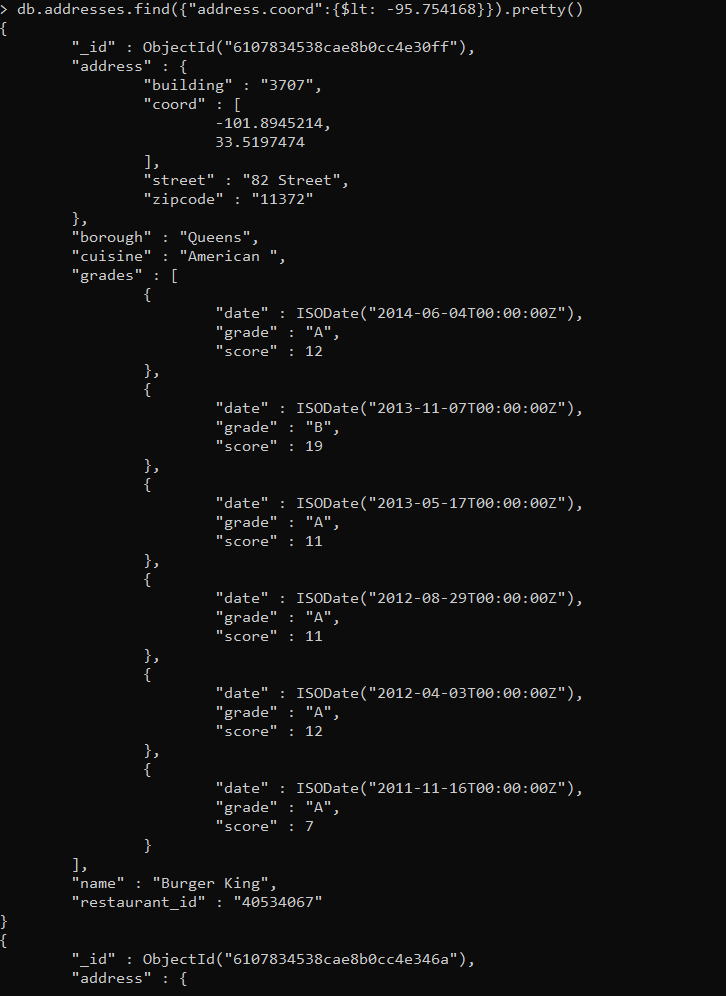 > db.addresses.find({"address.coord":{$lt: -95.754168}}).pretty()
{
        "_id" : ObjectId("6107834538cae8b0cc4e30ff"),
        "address" : {
                "building" : "3707",
                "coord" : [
                        -101.8945214,
                        33.5197474
                ],
                "street" : "82 Street",
                "zipcode" : "11372"
        },
        "borough" : "Queens",
        "cuisine" : "American ",
        "grades" : [
                {
                        "date" : ISODate("2014-06-04T00:00:00Z"),
                        "grade" : "A",
                        "score" : 12
                },
                {
                        "date" : ISODate("2013-11-07T00:00:00Z"),
                        "grade" : "B",
                        "score" : 19
                },
                {
                        "date" : ISODate("2013-05-17T00:00:00Z"),
                        "grade" : "A",
                        "score" : 11
                },
                {
                        "date" : ISODate("2012-08-29T00:00:00Z"),
                        "grade" : "A",
                        "score" : 11
                },
                {
                        "date" : ISODate("2012-04-03T00:00:00Z"),
                        "grade" : "A",
                        "score" : 12
                },
                {
                        "date" : ISODate("2011-11-16T00:00:00Z"),
                        "grade" : "A",
                        "score" : 7
                }
        ],
        "name" : "Burger King",
        "restaurant_id" : "40534067"
}
{
        "_id" : ObjectId("6107834538cae8b0cc4e346a"),
        "address" : {